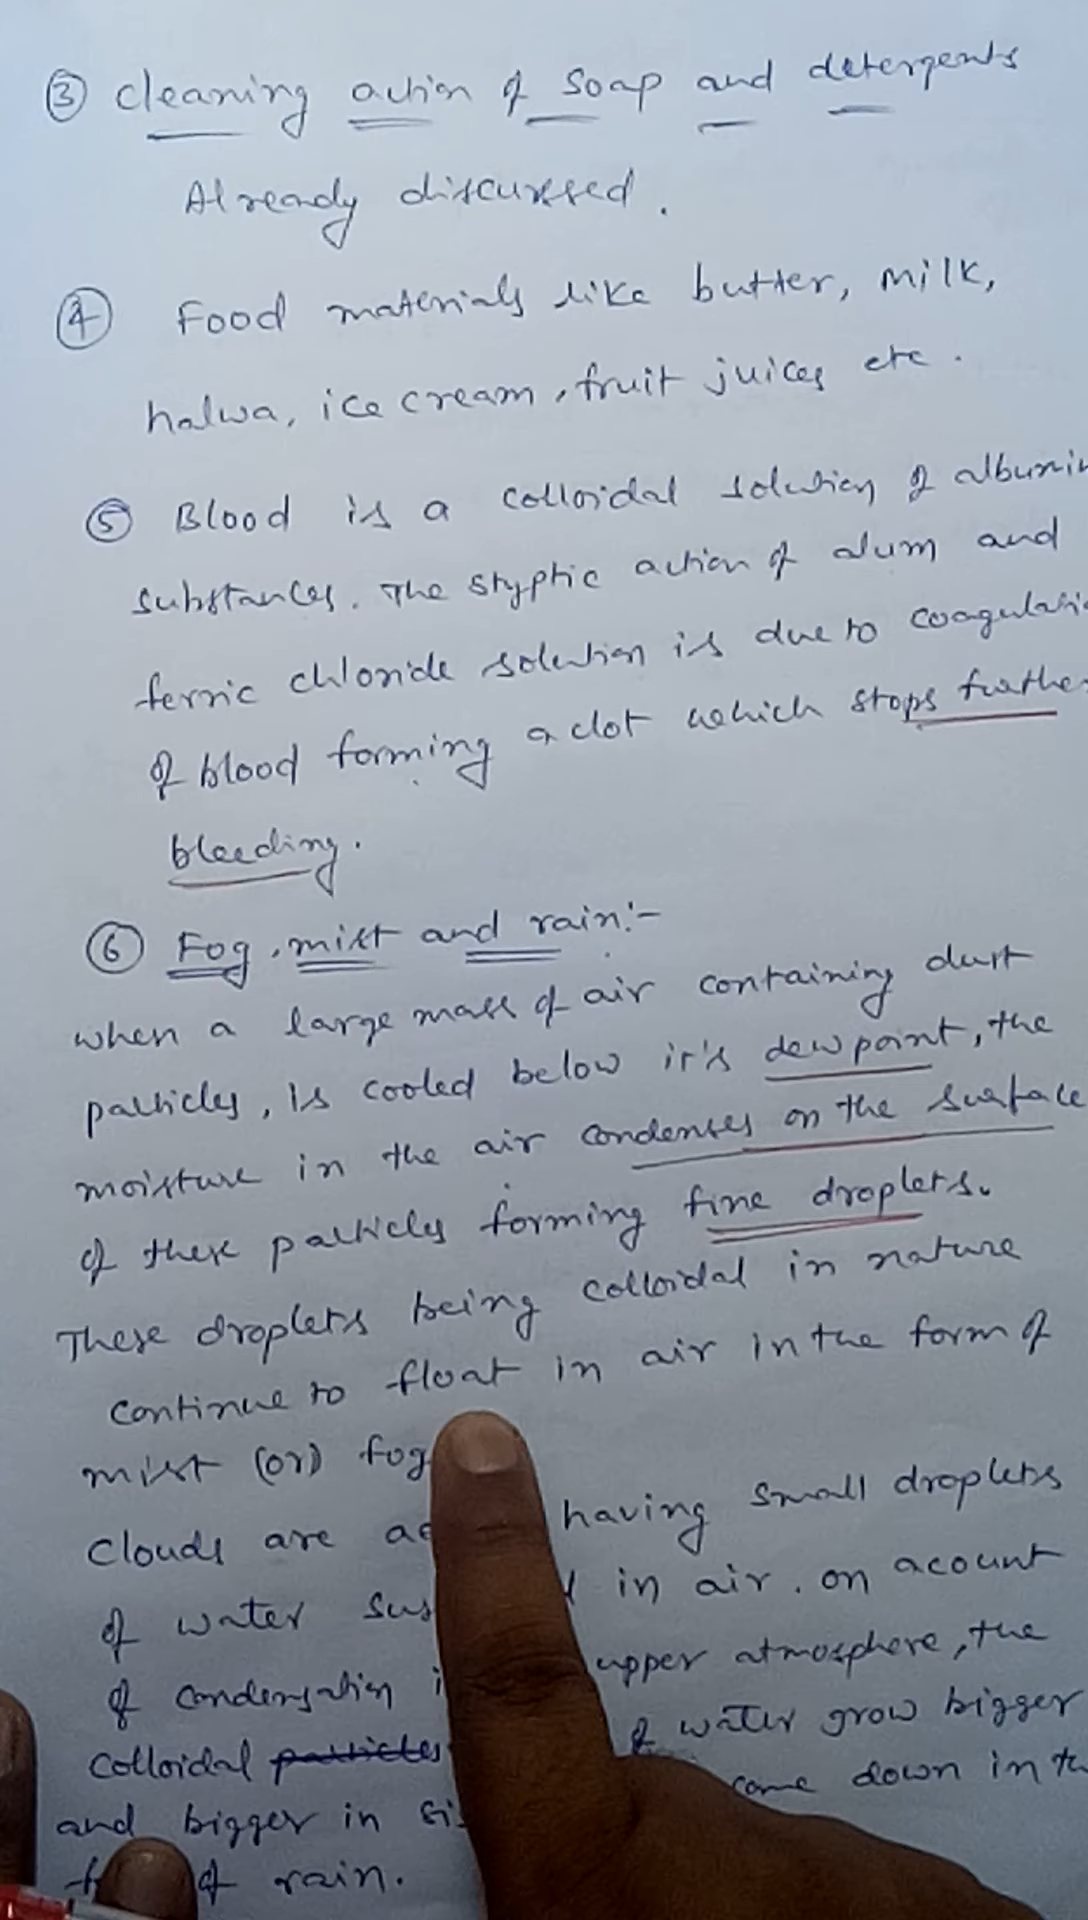 ③ cleaning action of soap and detergents
Already discussed.
④ Food materials like butter, milk,
halwa, ice cream, fruit juices etc.
⑤ Blood is a colloidal solution of albumin
substances. The styptic action of alum and
ferric chloride solution is due to coagulatio
of blood forming a clot which stops further
bleeding.
⑥ Fog, mist and rain:-
when a large mass of air containing dust
particles, is cooled below it's dewpoint, the
moisture in the air condenses on the surface
of these particles forming fine droplets.
These droplets being colloidal in nature
continue to float in air in the form of
mist (or) fog
Clouds are having small droplets
of water in air. on acount
of condensation upper atmosphere, the
colloidal particles of water grow bigger
and bigger in come down in
of rain.